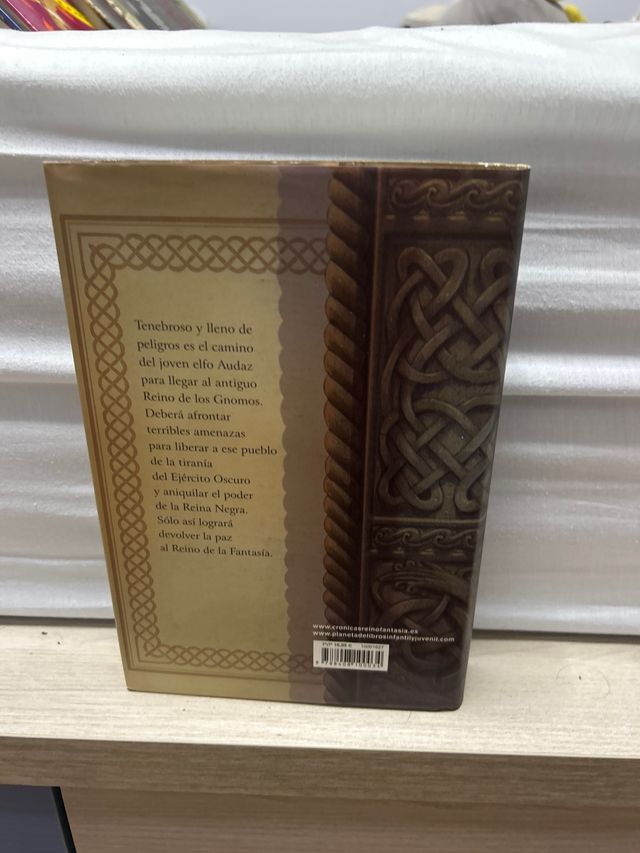 Tenebroso y lleno de
peligros es el camino
del joven elfo Audaz
para llegar al antiguo
Reino de los Gnomos.
Deberá afrontar
terribles amenazas
para liberar a ese pueblo
de la tiranía
del Ejército Oscuro
y aniquilar el poder
de la Reina Negra.
Sólo así logrará
devolver la paz
al Reino de la Fantasía.
www.cronicasreinofantasia.es
www.planetadelibrosinfantilyjuvenil.com
PVP